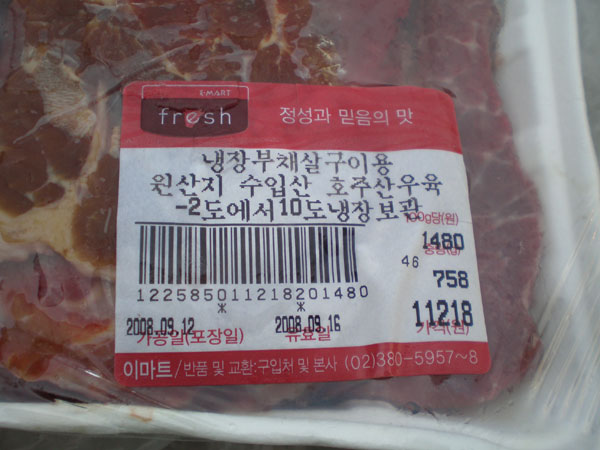 E-MART
fresh
정성과 믿음의 맛
냉장부채살구이용
원산지 수입산 호주산우육
-2도에서10도냉장보관
100g당(원)
1480
중량(g)
46
758
122585011218201480
11218
가격(원)
2008.09.12
2008.09.16
가공일(포장일)
유효일
이마트/반품 및 교환:구입처 및 본사 (02)380-5957~8